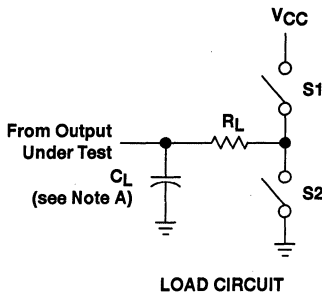 VCC
S1
RL
From Output
Under Test
CL
(see Note A)
S2
LOAD CIRCUIT